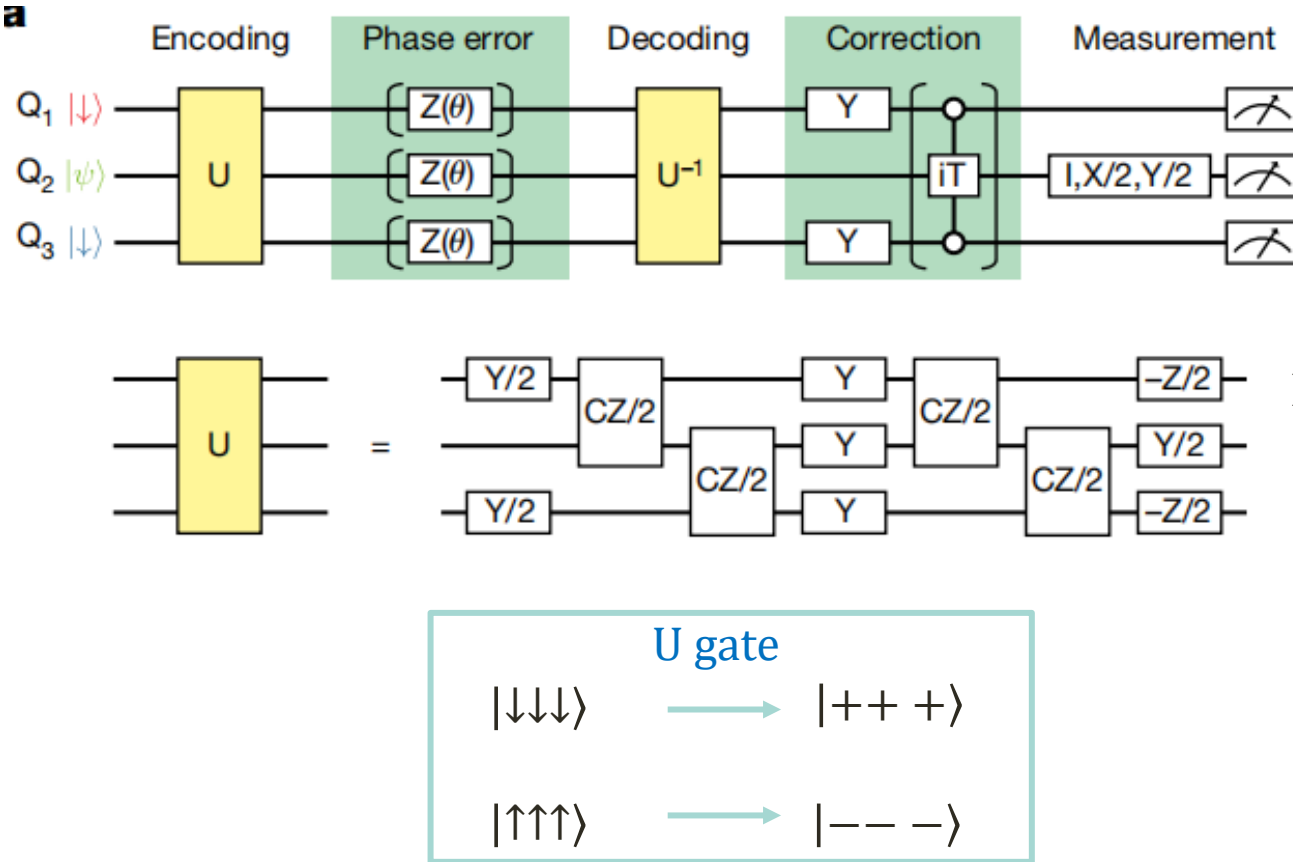 a
Encoding Phase error Decoding Correction Measurement
Q1 |↓⟩ Z(θ) Y
Q2 |ψ⟩ U Z(θ) U–1 iT I,X/2,Y/2
Q3 |↓⟩ Z(θ) Y
Y/2 Y –Z/2
CZ/2 CZ/2
U = Y Y/2
CZ/2 CZ/2
Y/2 Y –Z/2
U gate
|↓↓↓⟩ → |++ +⟩
|↑↑↑⟩ → |−− −⟩